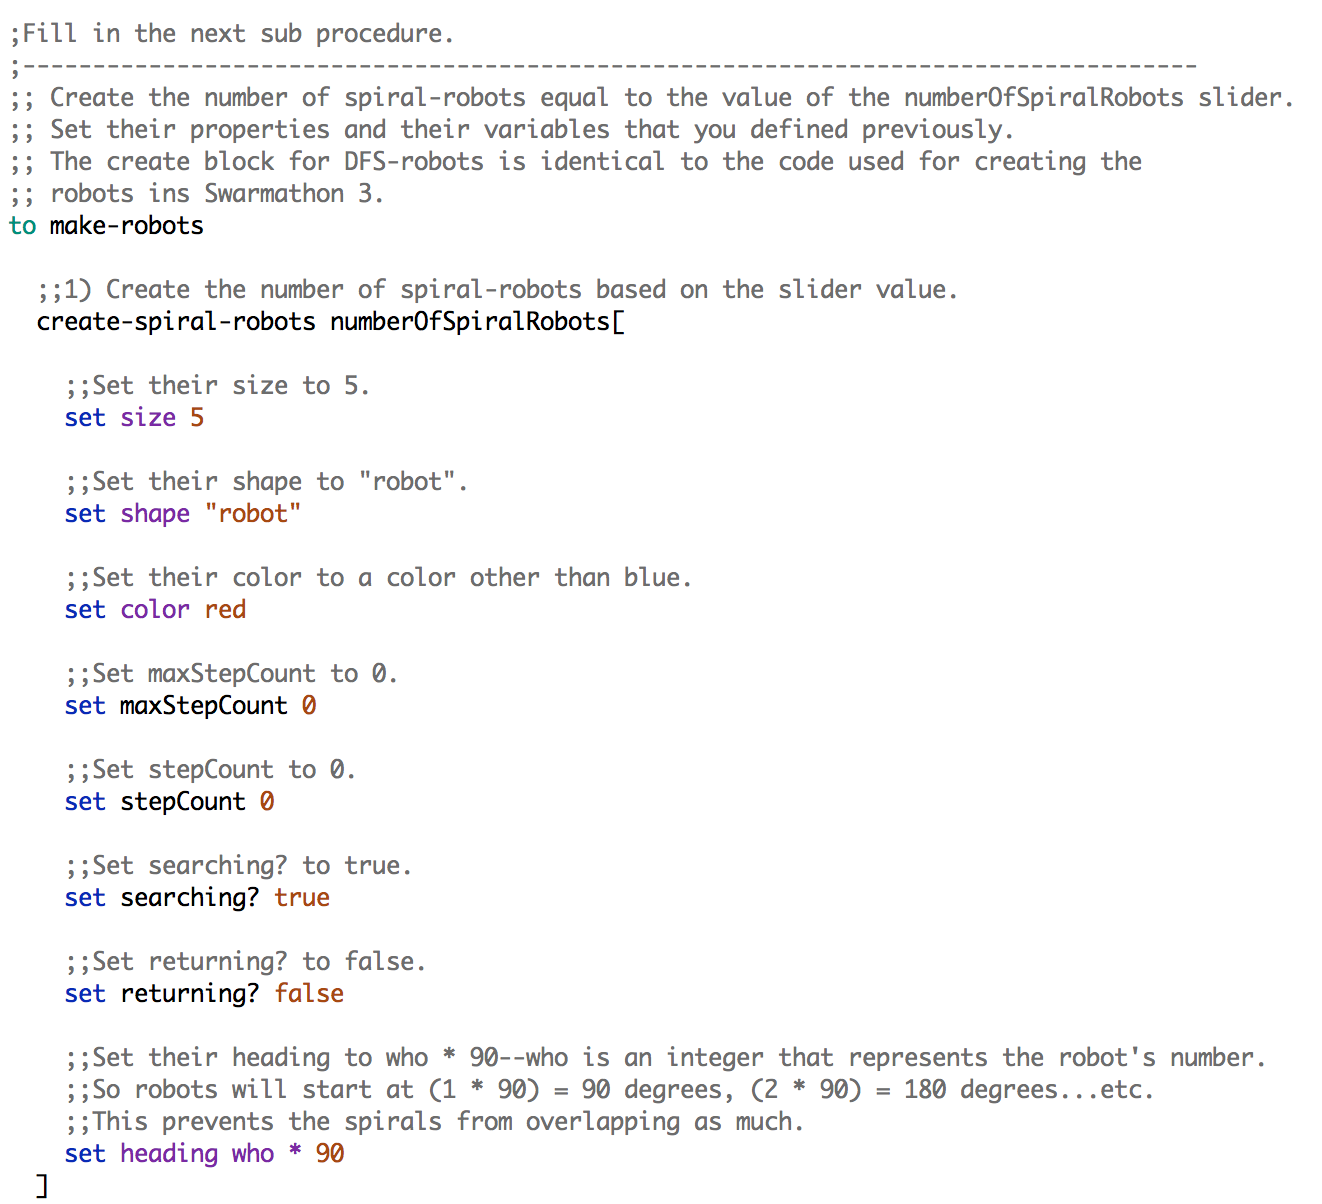 ;Fill in the next sub procedure.
;------------------------------------------------------------------------------------
;; Create the number of spiral-robots equal to the value of the numberOfSpiralRobots slider.
;; Set their properties and their variables that you defined previously.
;; The create block for DFS-robots is identical to the code used for creating the
;; robots ins Swarmathon 3.
to make-robots
;;1) Create the number of spiral-robots based on the slider value.
create-spiral-robots numberOfSpiralRobots[
;;Set their size to 5.
set size 5
;;Set their shape to "robot".
set shape "robot"
;;Set their color to a color other than blue.
set color red
;;Set maxStepCount to 0.
set maxStepCount 0
;;Set stepCount to 0.
set stepCount 0
;;Set searching? to true.
set searching? true
;;Set returning? to false.
set returning? false
;;Set their heading to who * 90--who is an integer that represents the robot's number.
;;So robots will start at (1 * 90) = 90 degrees, (2 * 90) = 180 degrees...etc.
;;This prevents the spirals from overlapping as much.
set heading who * 90
]